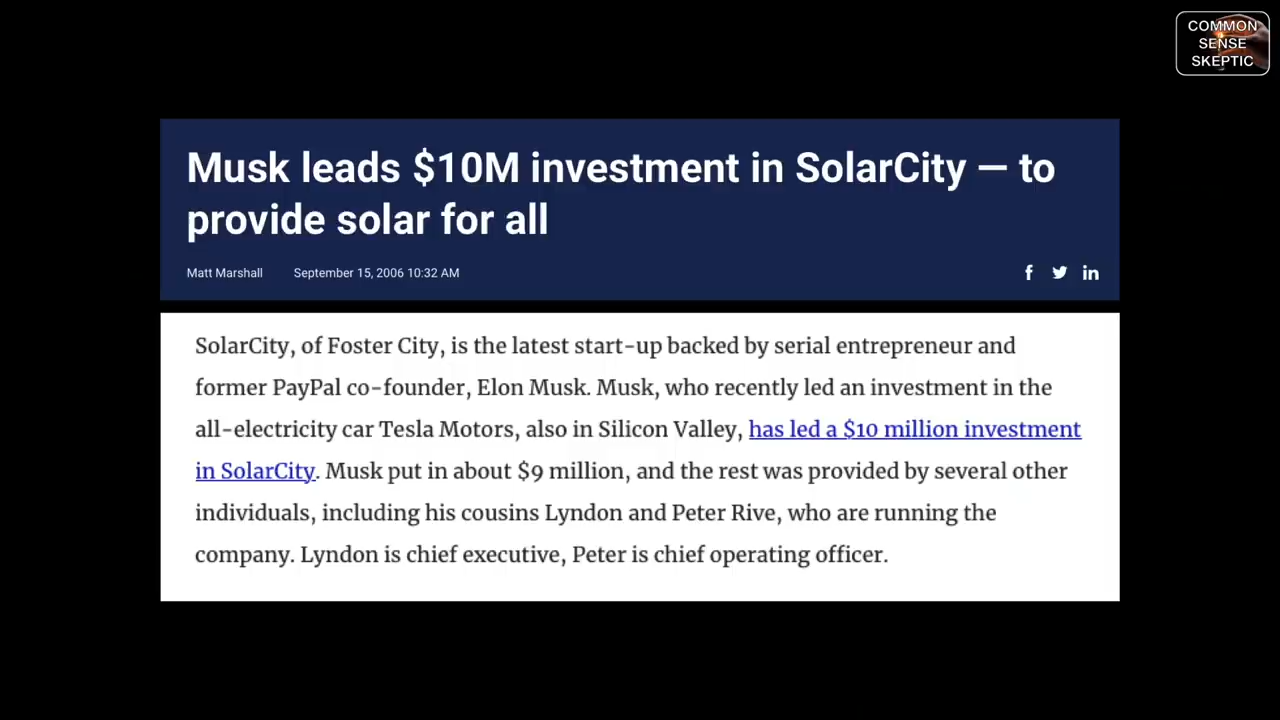 COMMON
SENSE
SKEPTIC
Musk leads $10M investment in SolarCity — to
provide solar for all
Matt Marshall September 15, 2006 10:32 AM
SolarCity, of Foster City, is the latest start-up backed by serial entrepreneur and
former PayPal co-founder, Elon Musk. Musk, who recently led an investment in the
all-electricity car Tesla Motors, also in Silicon Valley, has led a $10 million investment
in SolarCity. Musk put in about $9 million, and the rest was provided by several other
individuals, including his cousins Lyndon and Peter Rive, who are running the
company. Lyndon is chief executive, Peter is chief operating officer.